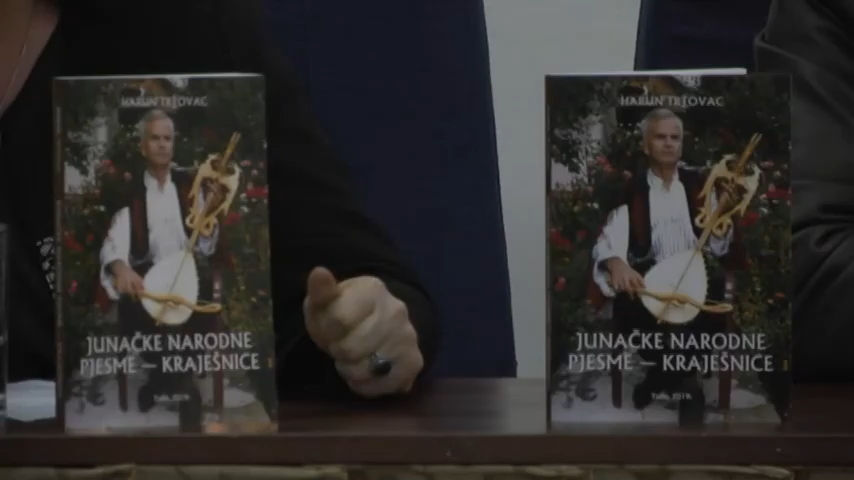 HARUN TRTOVAC
JUNAČKE NARODNE
PJESME — KRAJEŠNICE
HARUN TRTOVAC
JUNAČKE NARODNE
PJESME — KRAJEŠNICE